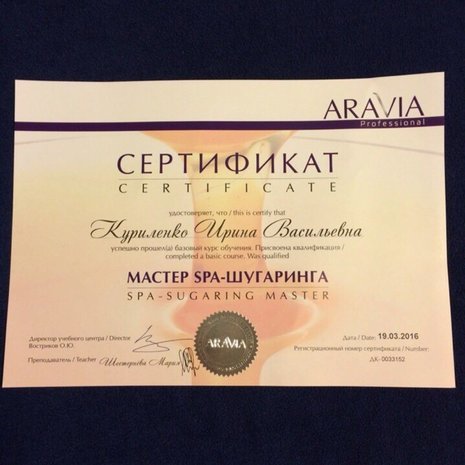 ARAVIA
Professional
СЕРТИФИКАТ
CERTIFICATE
удостоверяет, что / this is certify that
Куриленко Ирина Васильевна
успешно прошел(а) базовый курс обучения. Присвоена квалификация /
completed a basic course. Was qualified
МАСТЕР SPA-ШУГАРИНГА
SPA-SUGARING MASTER
Директор учебного центра / Director
Востриков О.Ю.
Преподаватель / Teacher Шестернева Мария
ARAVIA
Дата / Date: 19.03.2016
Регистрационный номер сертификата / Number:
ДК-0033152